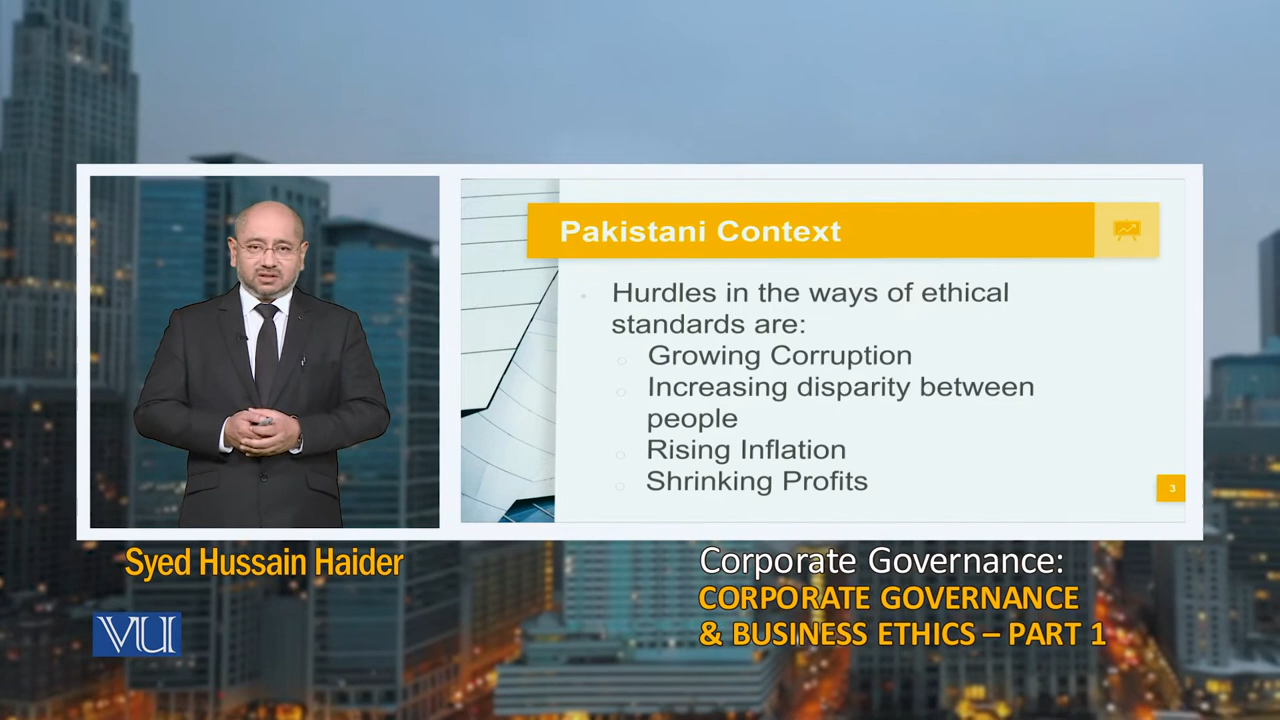 Pakistani Context
Hurdles in the ways of ethical
standards are:
Growing Corruption
Increasing disparity between
people
Rising Inflation
Shrinking Profits
3
Syed Hussain Haider
VU
Corporate Governance:
CORPORATE GOVERNANCE
& BUSINESS ETHICS – PART 1